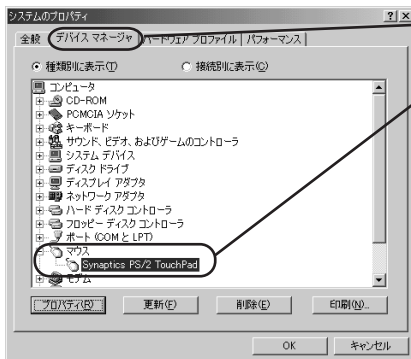 システムのプロパティ
全般 デバイス マネージャ ハードウェア プロファイル パフォーマンス
種類別に表示(T) 接続別に表示(C)
コンピュータ
CD-ROM
PCMCIA ソケット
キーボード
サウンド、ビデオ、およびゲームのコントローラ
システム デバイス
ディスク ドライブ
ディスプレイ アダプタ
ネットワーク アダプタ
ハード ディスク コントローラ
フロッピー ディスク コントローラ
ポート (COM と LPT)
マウス
Synaptics PS/2 TouchPad
モデム
プロパティ(R) 更新(F) 削除(E) 印刷(N)...
OK キャンセル